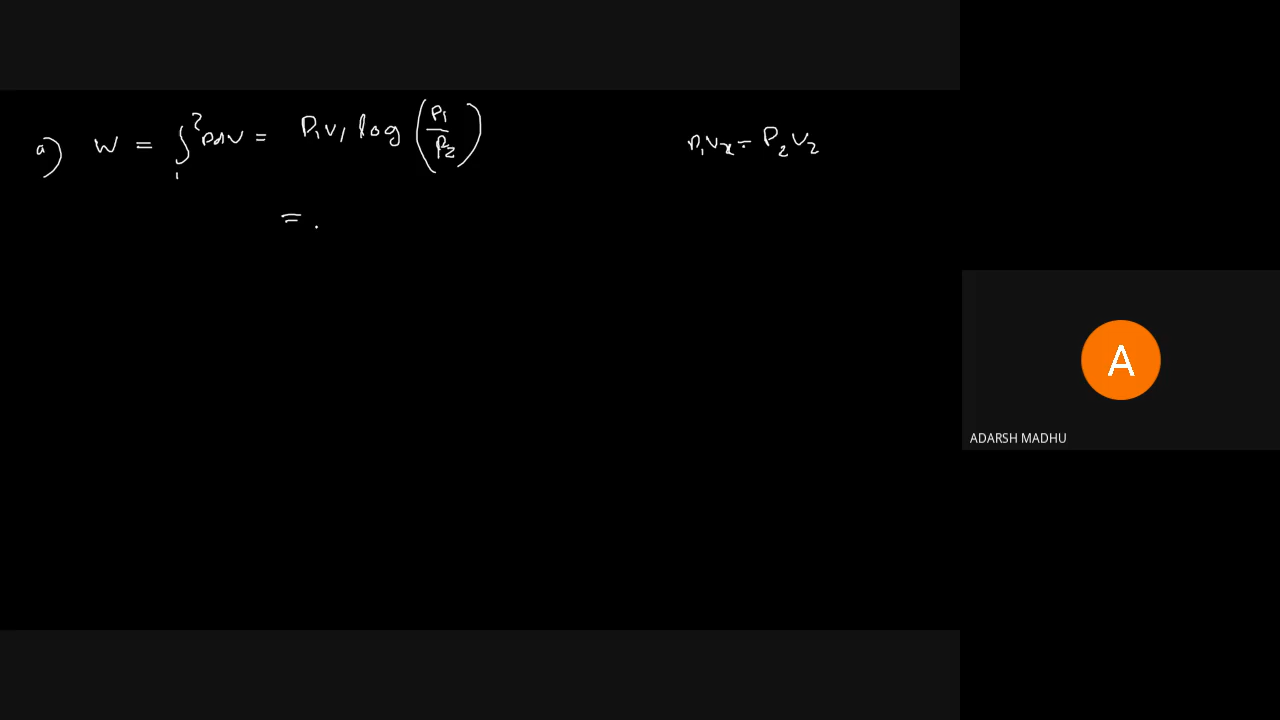 a) W = ∫₁² PdV = P₁V₁ log (P₁/P₂)
P₁V₁ = P₂V₂
= .
A
ADARSH MADHU